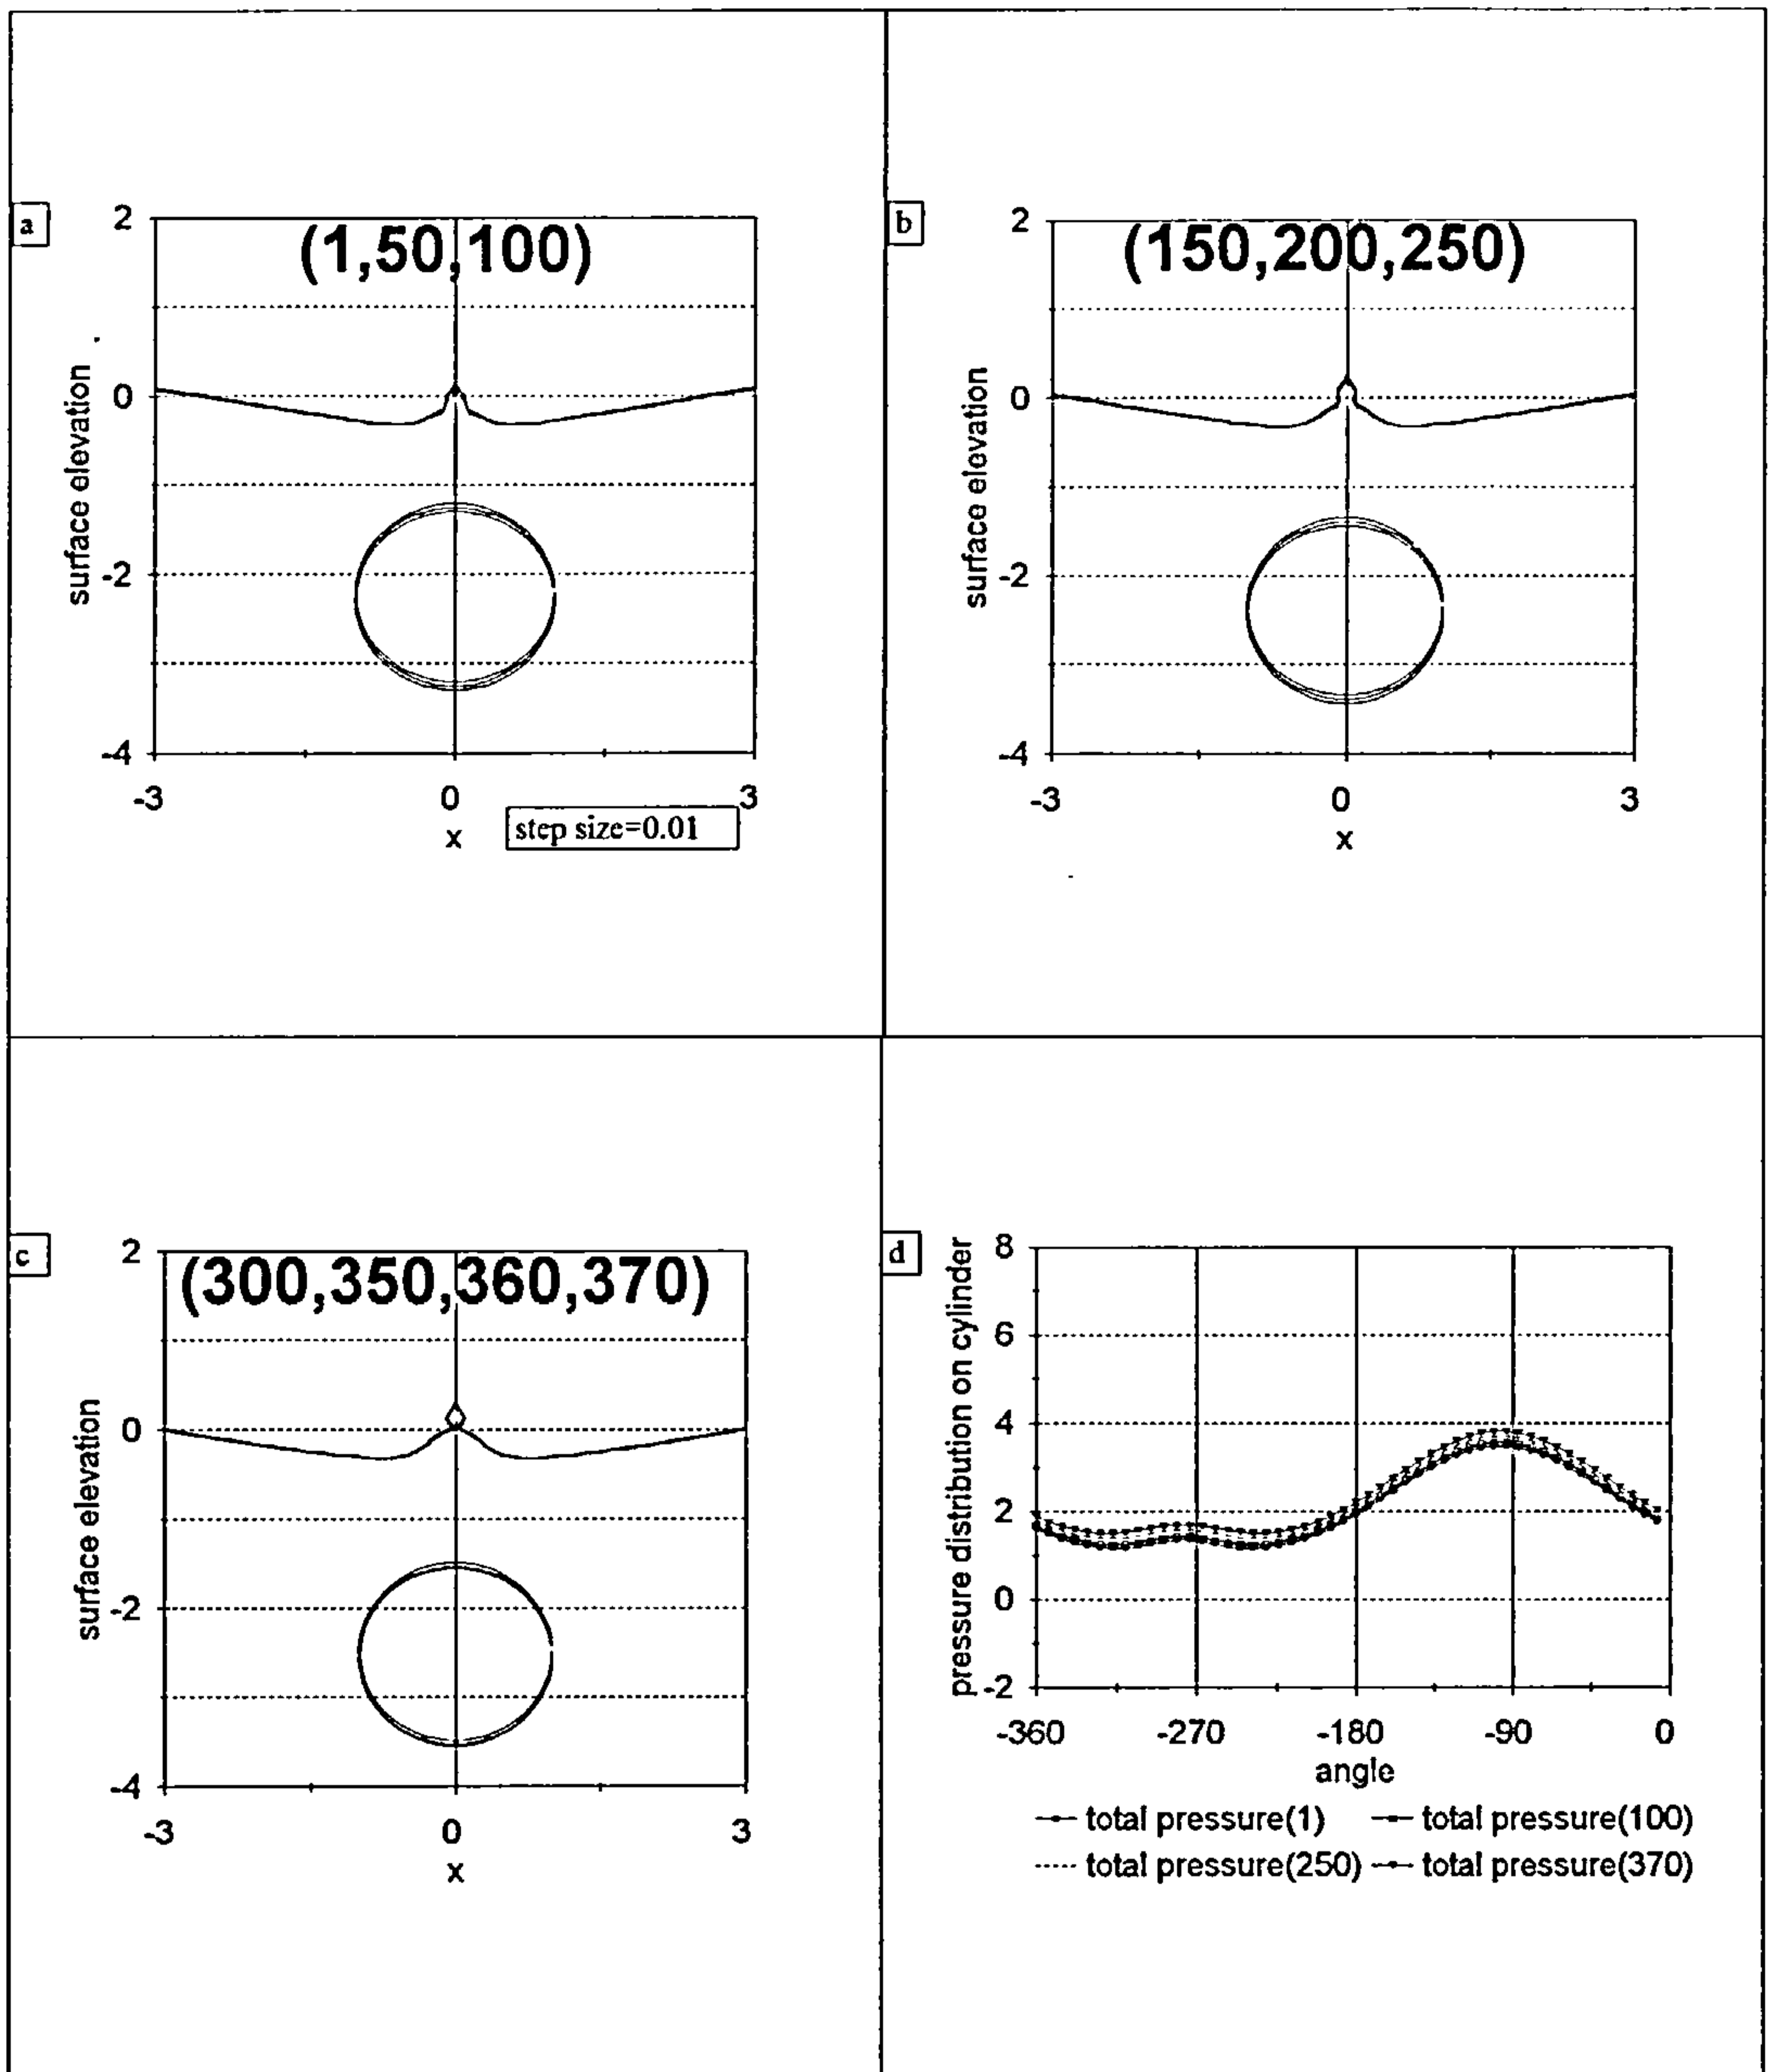 a
(1,50,100)
2
0
-2
-4
surface elevation
-3 0 3
x
step size=0.01
b
(150,200,250)
2
0
-2
-4
surface elevation
-3 0 3
x
c
(300,350,360,370)
2
0
-2
-4
surface elevation
-3 0 3
x
d
8
6
4
2
0
-2
pressure distribution on cylinder
-360 -270 -180 -90 0
angle
total pressure(1) total pressure(100)
total pressure(250) total pressure(370)